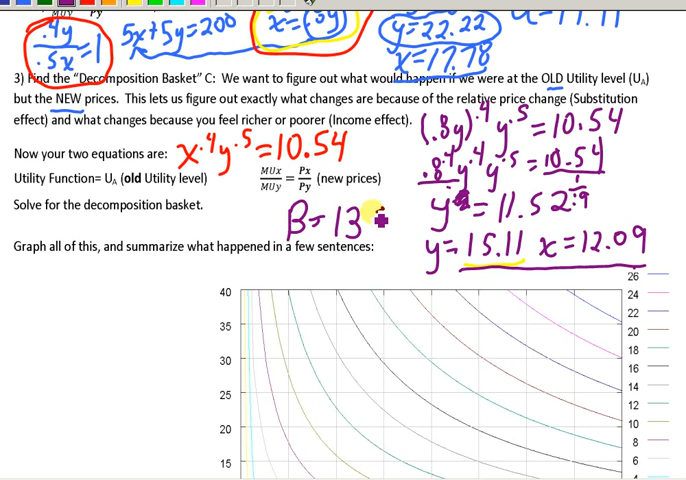 .4y/.5x=1
5x+5y=200
x=(.8y)
y=22.22
x=17.78
3) Find the "Decomposition Basket" C: We want to figure out what would happen if we were at the OLD Utility level (UA)
but the NEW prices. This lets us figure out exactly what changes are because of the relative price change (Substitution
effect) and what changes because you feel richer or poorer (Income effect).
(.8y)^.4 y^.5 = 10.54
Now your two equations are:
x^.4y^.5=10.54
.8^.4 y^.4 y^.5 = 10.54
Utility Function= UA (old Utility level)
MUx/MUy = Px/Py (new prices)
Solve for the decomposition basket.
y^.9 = 11.52^1/.9
B= 13
Graph all of this, and summarize what happened in a few sentences:
y= 15.11 x=12.09
40
35
30
25
20
15
26
24
22
20
18
16
14
12
10
8
6